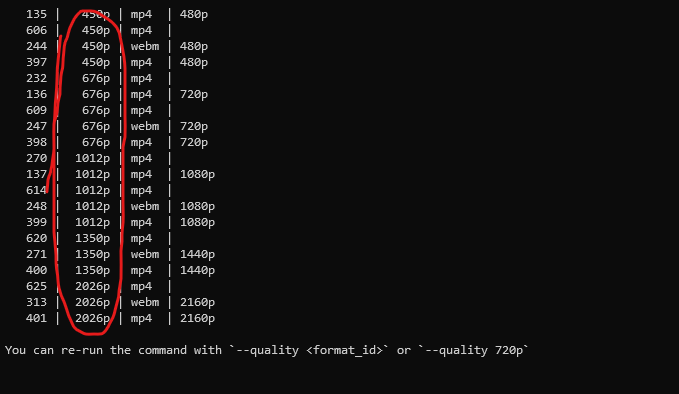 135 | 450p | mp4 | 480p
606 | 450p | mp4 |
244 | 450p | webm | 480p
397 | 450p | mp4 | 480p
232 | 676p | mp4 |
136 | 676p | mp4 | 720p
609 | 676p | mp4 |
247 | 676p | webm | 720p
398 | 676p | mp4 | 720p
270 | 1012p | mp4 |
137 | 1012p | mp4 | 1080p
614 | 1012p | mp4 |
248 | 1012p | webm | 1080p
399 | 1012p | mp4 | 1080p
620 | 1350p | mp4 |
271 | 1350p | webm | 1440p
400 | 1350p | mp4 | 1440p
625 | 2026p | mp4 |
313 | 2026p | webm | 2160p
401 | 2026p | mp4 | 2160p
You can re-run the command with `--quality <format_id>` or `--quality 720p`